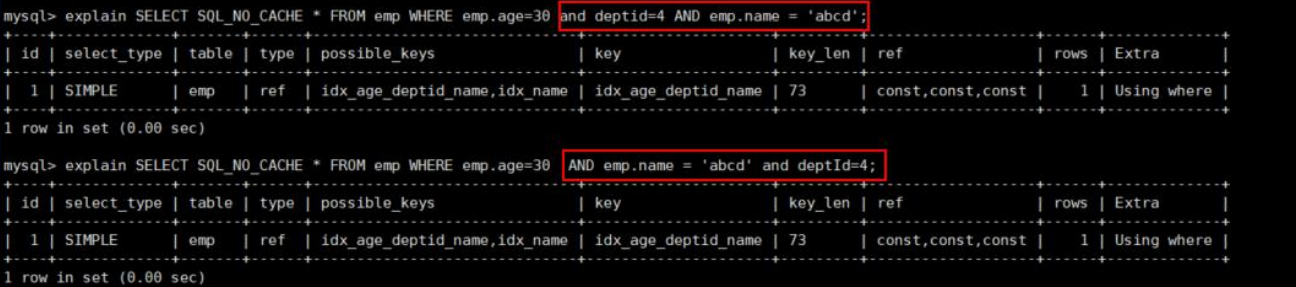 mysql> explain SELECT SQL_NO_CACHE * FROM emp WHERE emp.age=30 and deptid=4 AND emp.name = 'abcd';
+----+-------------+-------+------+-----------------------------+---------------------+---------+-------------------+------+-------------+
| id | select_type | table | type | possible_keys | key | key_len | ref | rows | Extra |
+----+-------------+-------+------+-----------------------------+---------------------+---------+-------------------+------+-------------+
| 1 | SIMPLE | emp | ref | idx_age_deptid_name,idx_name | idx_age_deptid_name | 73 | const,const,const | 1 | Using where |
+----+-------------+-------+------+-----------------------------+---------------------+---------+-------------------+------+-------------+
1 row in set (0.00 sec)
mysql> explain SELECT SQL_NO_CACHE * FROM emp WHERE emp.age=30 AND emp.name = 'abcd' and deptId=4;
+----+-------------+-------+------+-----------------------------+---------------------+---------+-------------------+------+-------------+
| id | select_type | table | type | possible_keys | key | key_len | ref | rows | Extra |
+----+-------------+-------+------+-----------------------------+---------------------+---------+-------------------+------+-------------+
| 1 | SIMPLE | emp | ref | idx_age_deptid_name,idx_name | idx_age_deptid_name | 73 | const,const,const | 1 | Using where |
+----+-------------+-------+------+-----------------------------+---------------------+---------+-------------------+------+-------------+
1 row in set (0.00 sec)